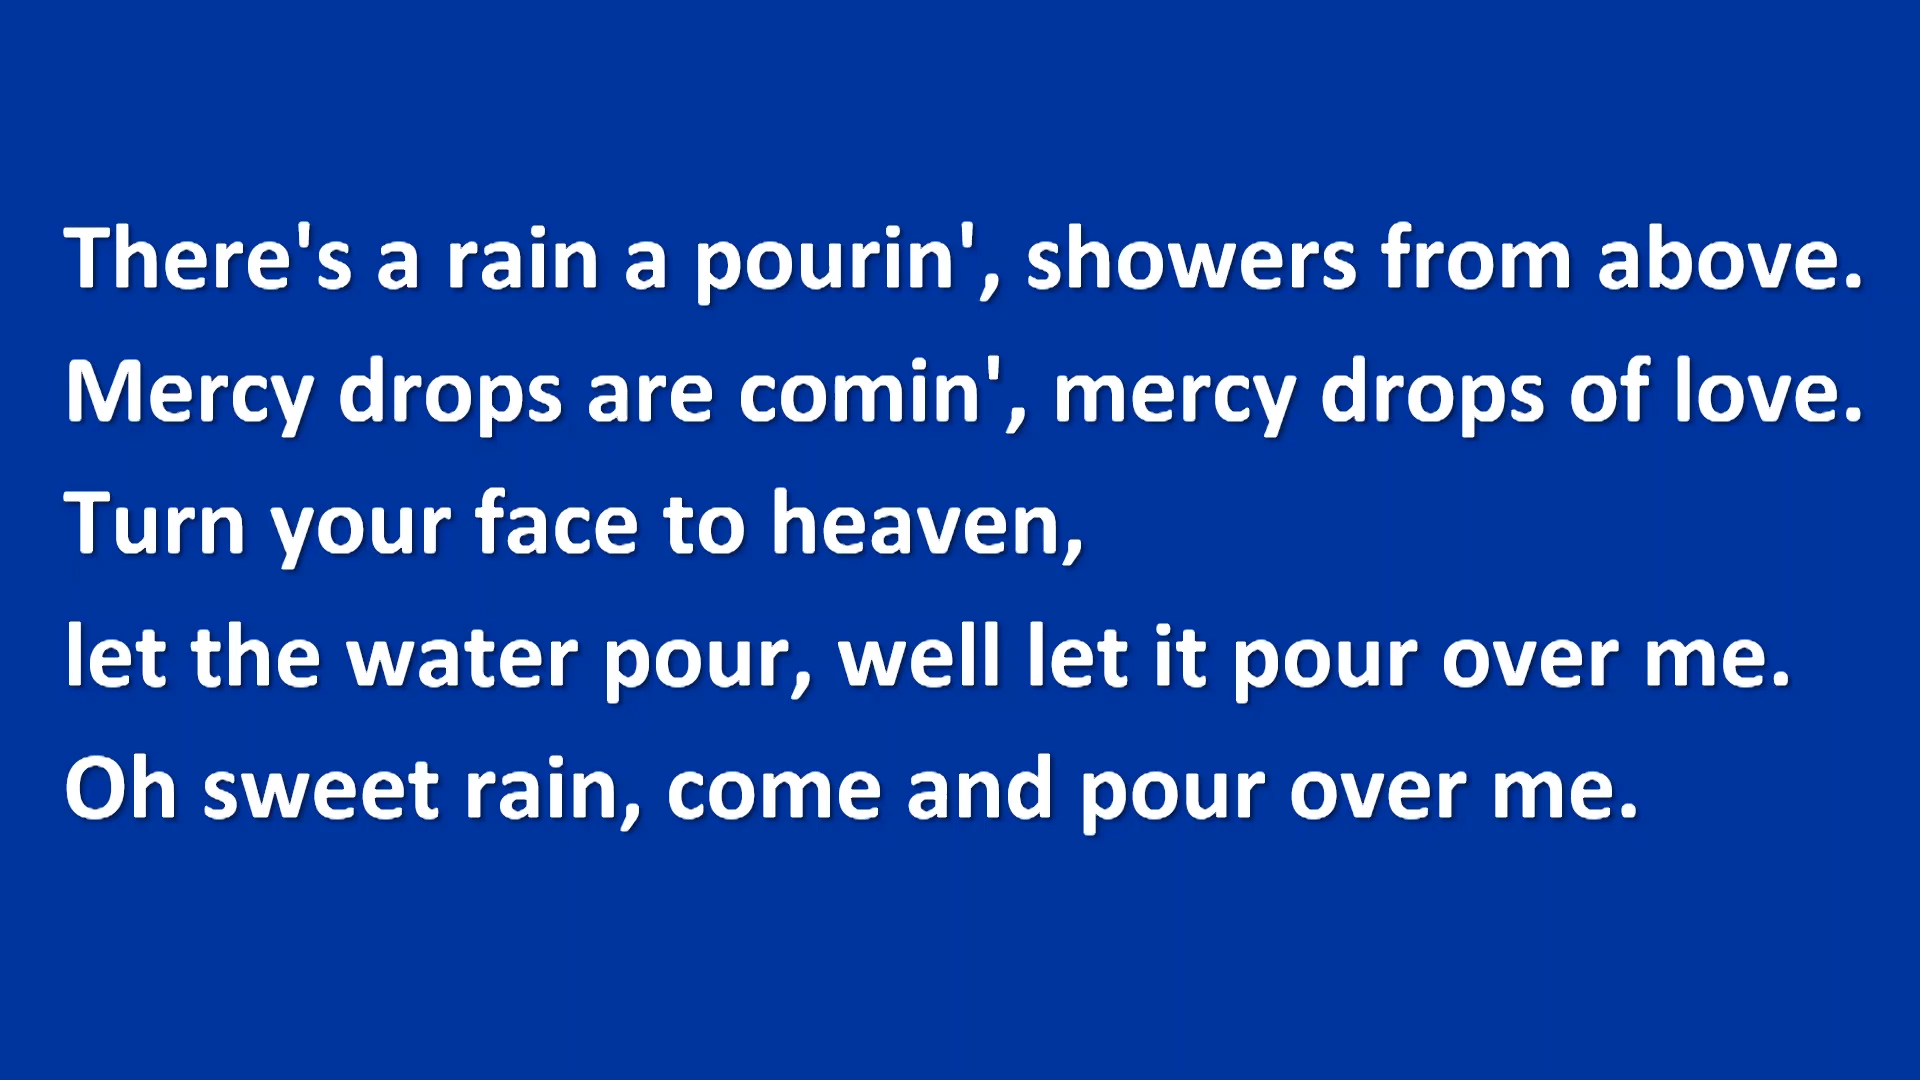 There's a rain a pourin', showers from above.
Mercy drops are comin', mercy drops of love.
Turn your face to heaven,
let the water pour, well let it pour over me.
Oh sweet rain, come and pour over me.